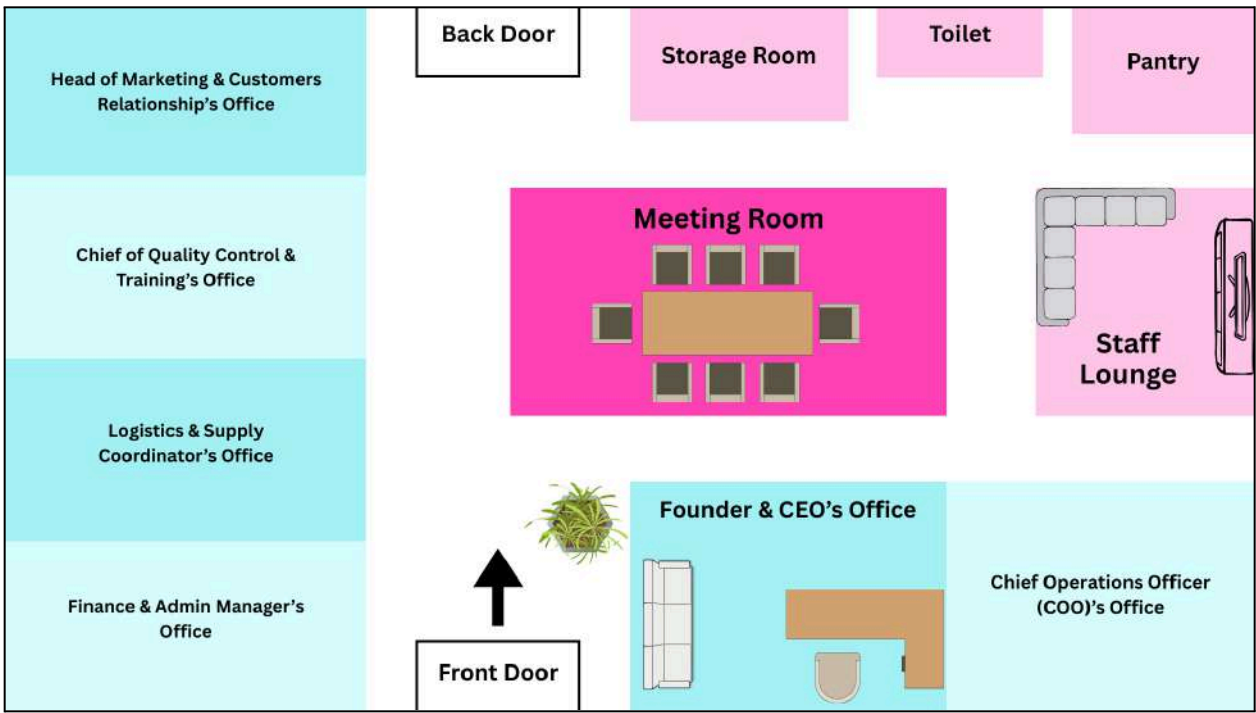 Back Door
Storage Room
Toilet
Pantry
Head of Marketing & Customers
Relationship's Office
Meeting Room
Chief of Quality Control &
Training's Office
Staff
Lounge
Logistics & Supply
Coordinator's Office
Founder & CEO's Office
Chief Operations Officer
(COO)'s Office
Finance & Admin Manager's
Office
Front Door